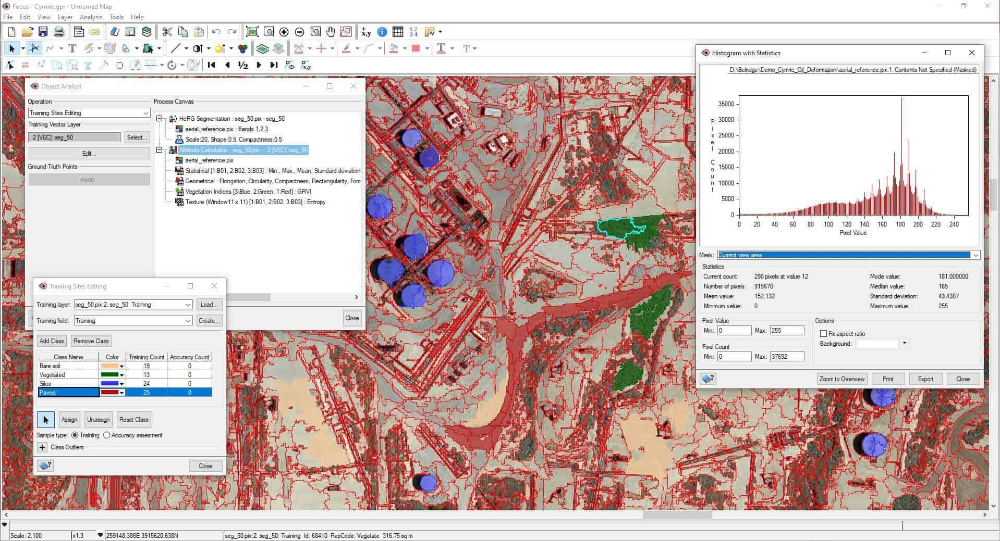 Focus - Cymric.gpr - Unnamed Map
File Edit View Layer Analysis Tools Help
x,y
1 2
3 4
T
T
T
1/2
x,y
Object Analyst
Operation
Training Sites Editing
Training Vector Layer
2 [VEC] :seg_50
Select...
Edit...
Ground-Truth Points
Import
Process Canvas
HcRG Segmentation : seg_50.pix - seg_50
aerial_reference.pix : Bands 1,2,3
Scale:20, Shape:0.5, Compactness:0.5
Attribute Calculation : seg_50.pix - 2 [VEC] :seg_50
aerial_reference.pix
Statistical [1:B01, 2:B02, 3:B03] : Min., Max., Mean, Standard deviation
Geometrical : Elongation, Circularity, Compactness, Rectangularity, Form
Vegetation Indices [3:Blue, 2:Green, 1:Red] : GRVI
Texture (Window11 x 11) [1:B01, 2:B02, 3:B03] : Entropy
Close
Training Sites Editing
Training layer: seg_50.pix:2. seg_50: Training Load...
Training field: Training Create...
Add Class Remove Class
Class Name Color Training Count Accuracy Count
Bare soil 19 0
Vegetated 13 0
Silos 24 0
Paved 25 0
Assign Unassign Reset Class
Sample type: Training Accuracy assesment
+ Class Outliers
Close
Histogram with Statistics
D:\Belridge\Demo_Cymric_Oil_Deformation\aerial_reference.pix:1. Contents Not Specified (Masked)
Pixel Count
35000
30000
25000
20000
15000
10000
5000
0
0 20 40 60 80 100 120 140 160 180 200 220 240
Pixel Value
Mask: Current view area
Statistics
Current count: 298 pixels at value 12 Mode value: 181.000000
Number of pixels: 915670 Median value: 165
Mean value: 152.132 Standard deviation: 43.4307
Minimum value: 0 Maximum value: 255
Pixel Value
Min: 0 Max: 255
Pixel Count
Min: 0 Max: 37652
Options
Fix aspect ratio
Background:
Zoom to Overview Print Export Close
Scale: 2.100 x1.3 259148.386E 3915620.638N seg_50.pix:2. seg_50: Training Id: 68410 RepCode: Vegetate 316.75 sq m